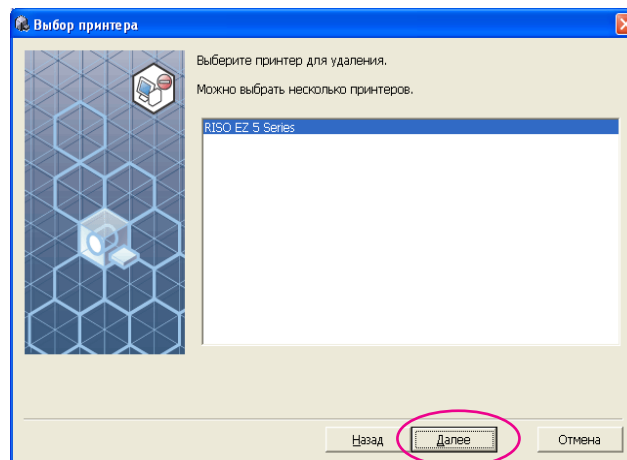 Выбор принтера
Выберите принтер для удаления.
Можно выбрать несколько принтеров.
RISO EZ 5 Series
Назад
Далее
Отмена